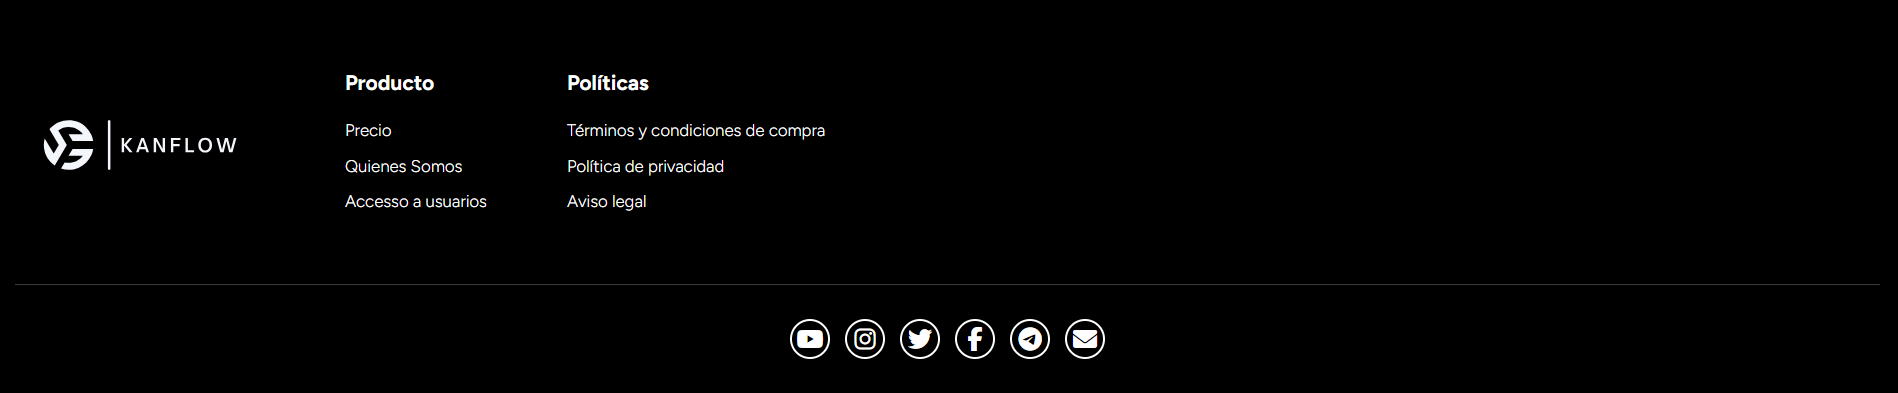 KANFLOW
Producto
Precio
Quienes Somos
Accesso a usuarios
Políticas
Términos y condiciones de compra
Política de privacidad
Aviso legal